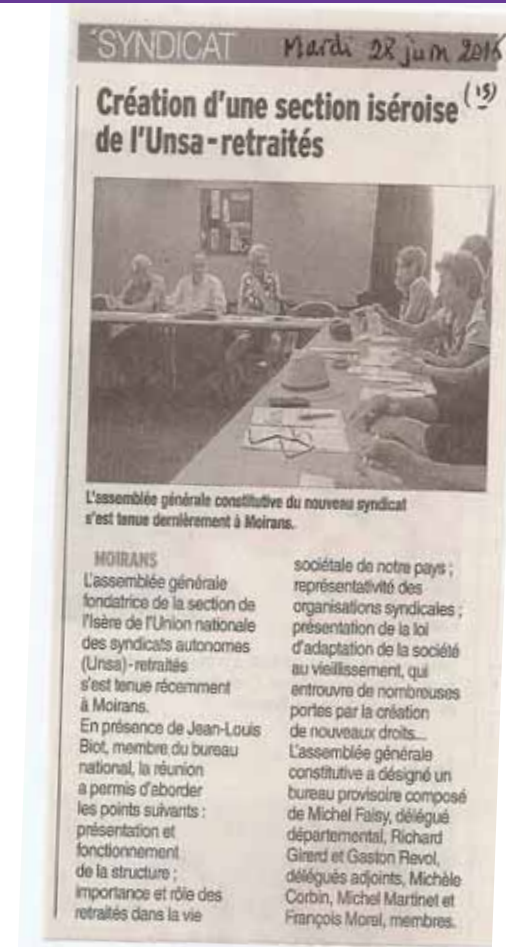 SYNDICAT
Mardi 28 juin 2016
(15)
Création d'une section iséroise
de l'Unsa-retraités
L'assemblée générale constitutive du nouveau syndicat
s'est tenue dernièrement à Moirans.
MOIRANS
L'assemblée générale
fondatrice de la section de
l'Isère de l'Union nationale
des syndicats autonomes
(Unsa)-retraités
s'est tenue récemment
à Moirans.
En présence de Jean-Louis
Biot, membre du bureau
national, la réunion
a permis d'aborder
les points suivants :
présentation et
fonctionnement
de la structure ;
importance et rôle des
retraités dans la vie
sociétale de notre pays ;
représentativité des
organisations syndicales ;
présentation de la loi
d'adaptation de la société
au vieillissement, qui
entrouvre de nombreuses
portes par la création
de nouveaux droits...
L'assemblée générale
constitutive a désigné un
bureau provisoire composé
de Michel Faisy, délégué
départemental, Richard
Girerd et Gaston Revol,
délégués adjoints, Michèle
Corbin, Michel Martinet et
François Morel, membres.